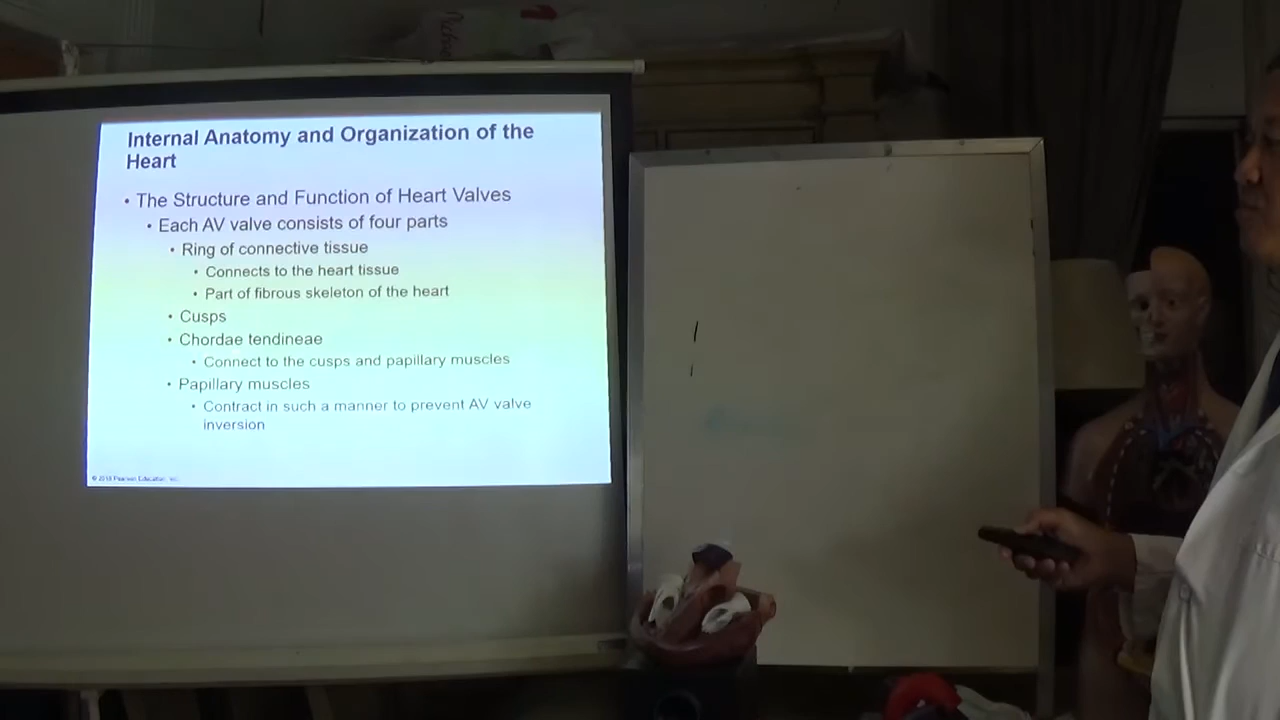 Internal Anatomy and Organization of the
Heart
• The Structure and Function of Heart Valves
• Each AV valve consists of four parts
• Ring of connective tissue
• Connects to the heart tissue
• Part of fibrous skeleton of the heart
• Cusps
• Chordae tendineae
• Connect to the cusps and papillary muscles
• Papillary muscles
• Contract in such a manner to prevent AV valve
inversion
Pearson Education, Inc.